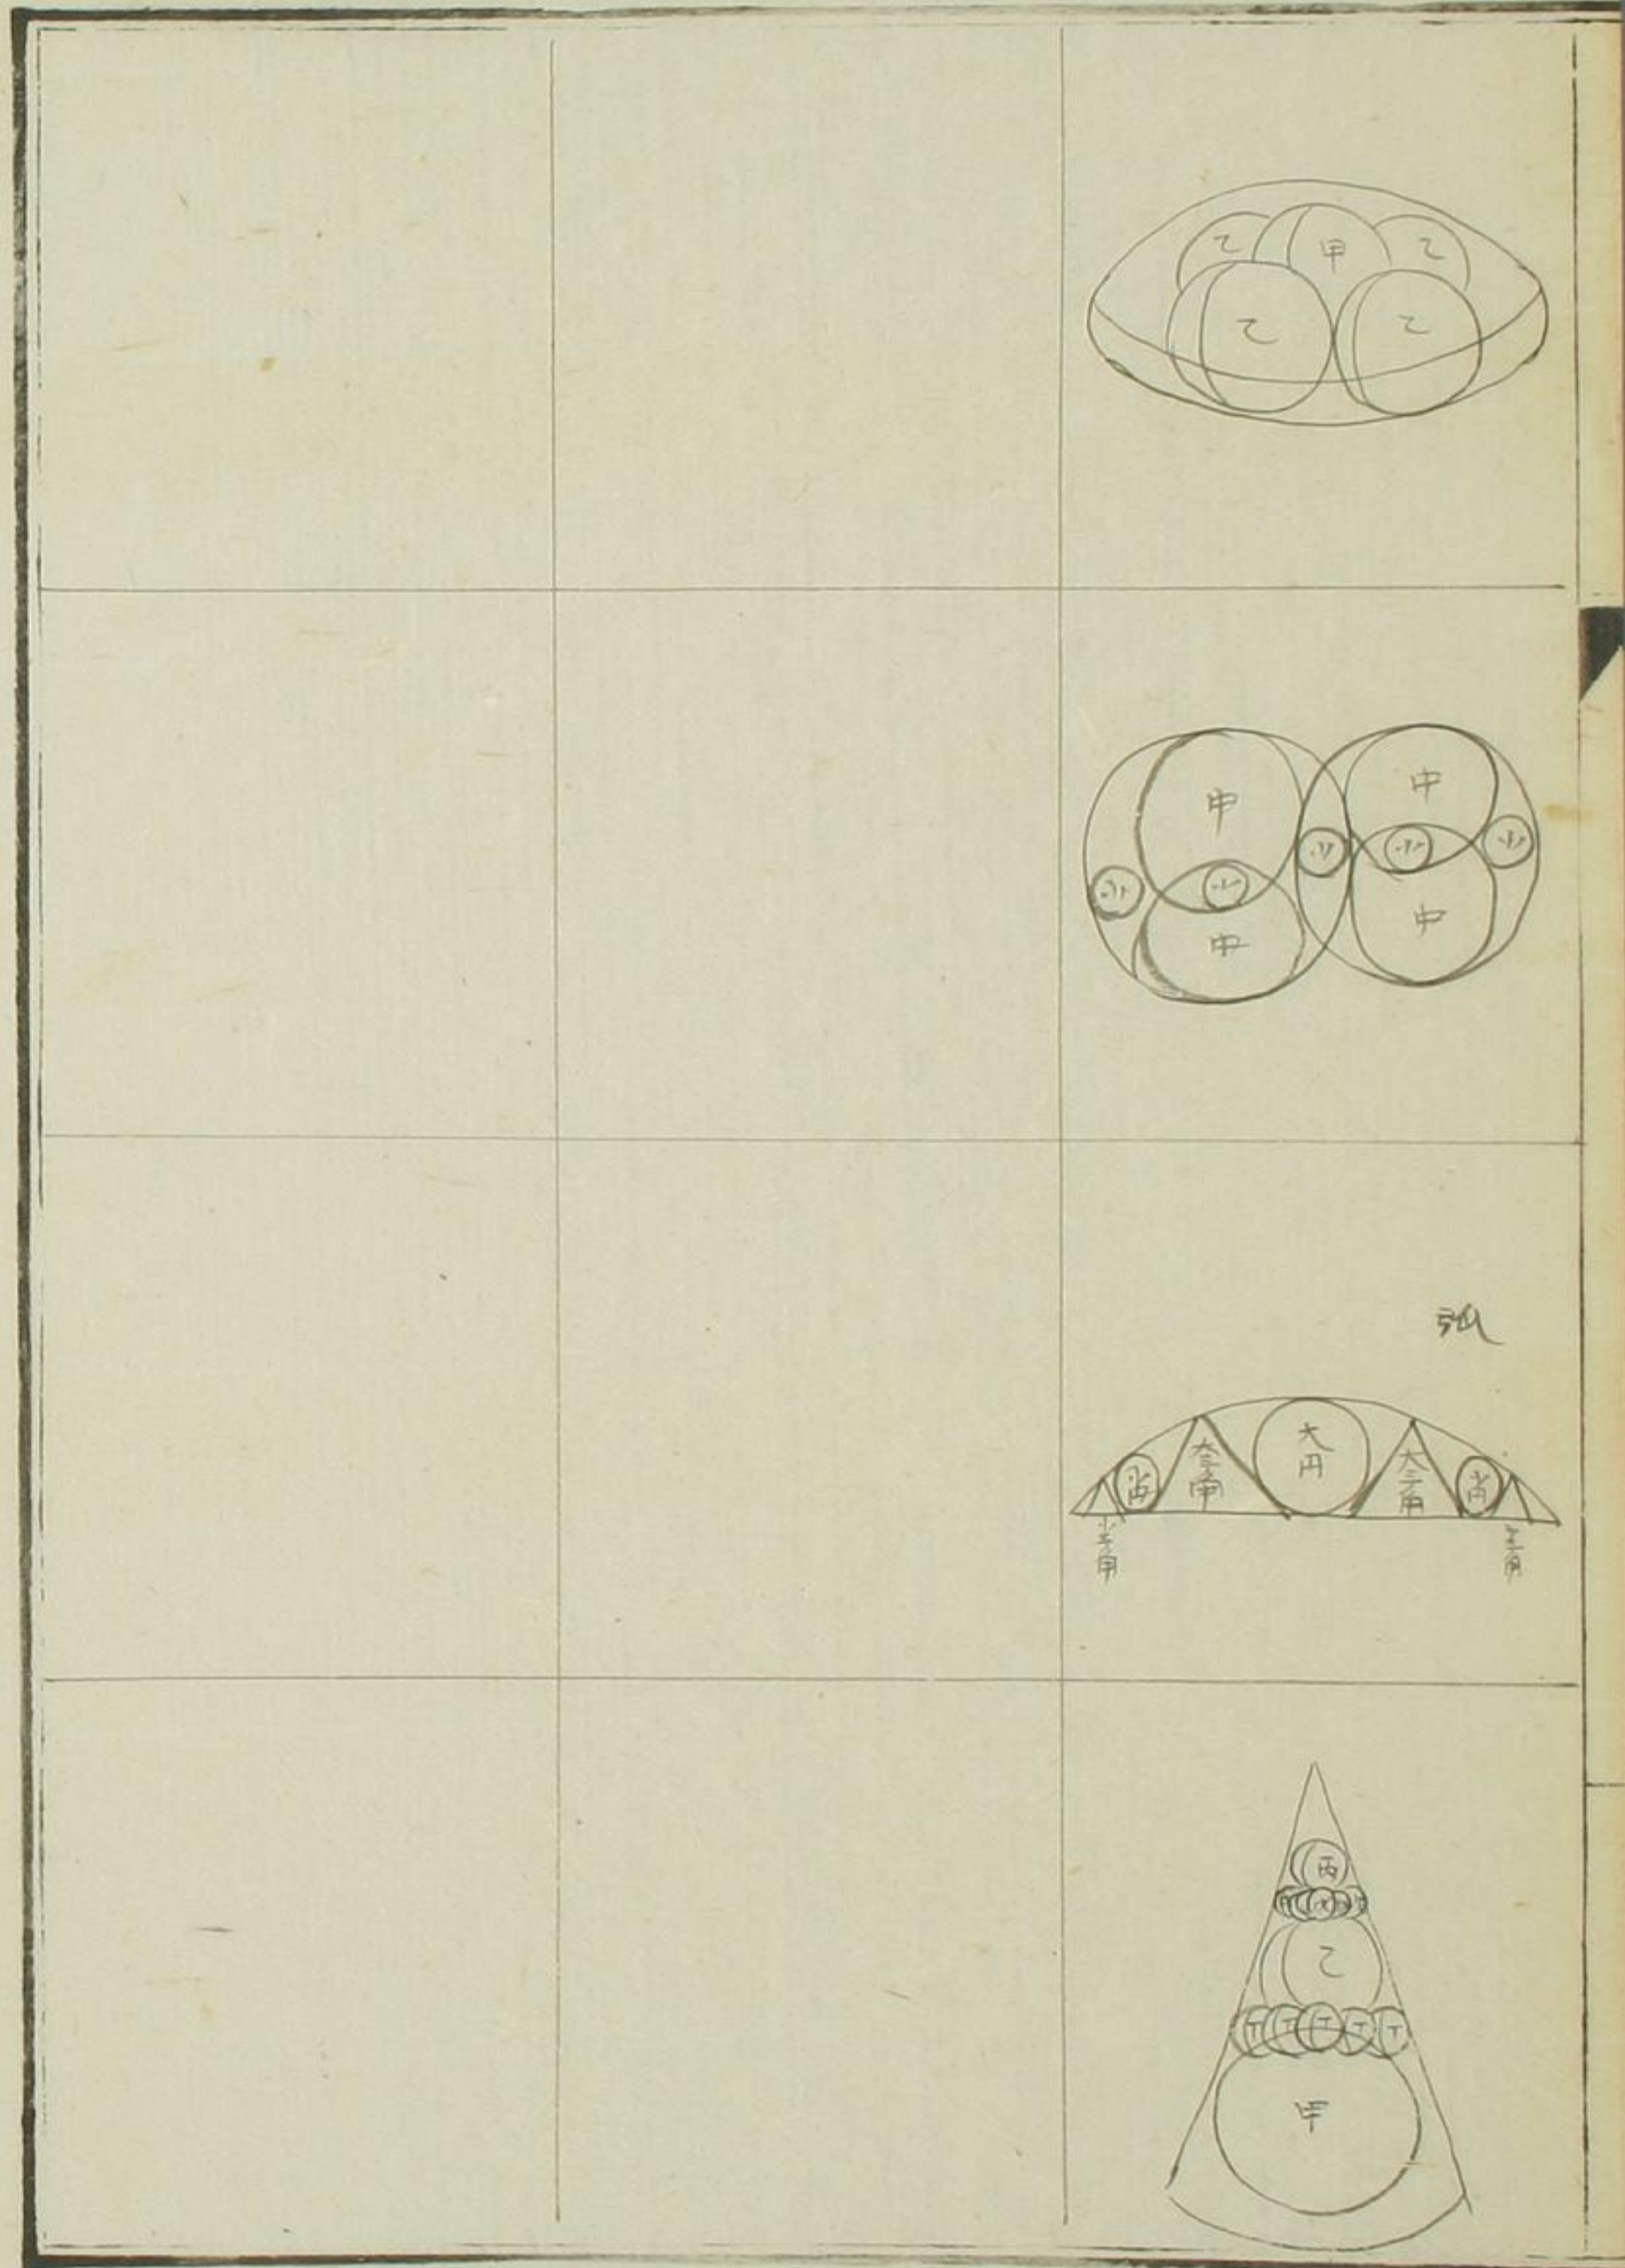 乙 甲 乙
乙 乙
中 中
小 小 小 小 小
中 中
弧
大円
大三角 大三角
小円 小円
小三角 小三角
丙
乙
丁 丁 丁 丁 丁
甲